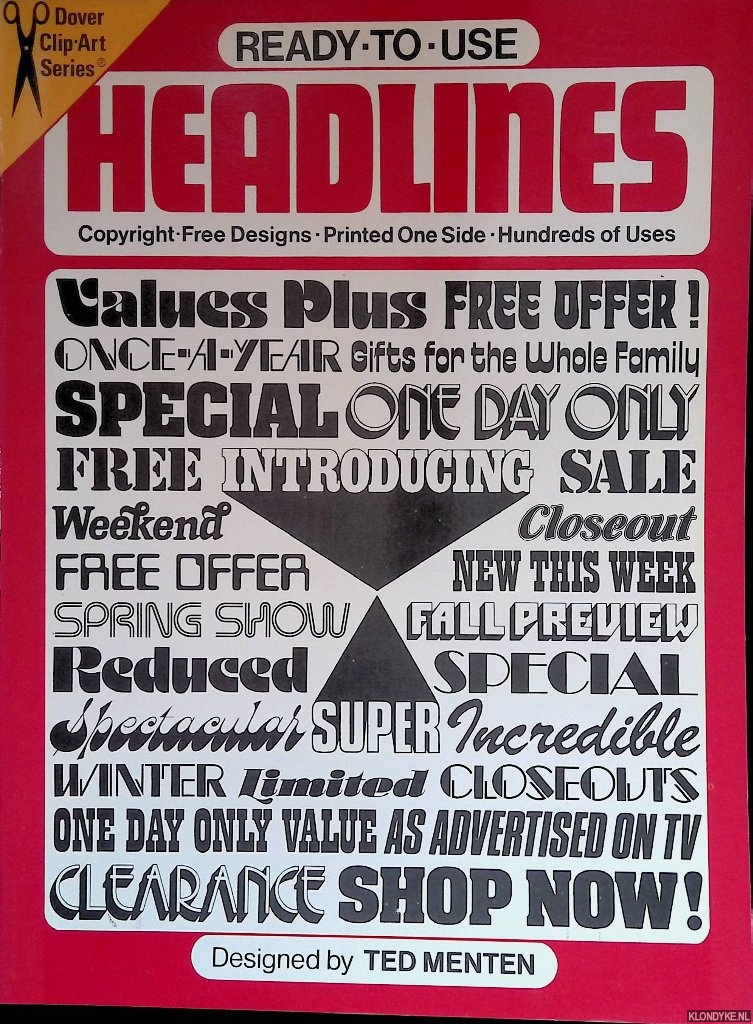 Dover
Clip·Art
Series®
READY·TO·USE
HEADLINES
Copyright·Free Designs · Printed One Side · Hundreds of Uses
Values Plus FREE OFFER!
ONCE-A-YEAR Gifts for the Whole Family
SPECIAL ONE DAY ONLY
FREE INTRODUCING SALE
Weekend Closeout
FREE OFFER NEW THIS WEEK
SPRING SHOW FALL PREVIEW
Reduced SPECIAL
Spectacular SUPER Incredible
WINTER Limited CLOSEOUTS
ONE DAY ONLY VALUE AS ADVERTISED ON TV
CLEARANCE SHOP NOW!
Designed by TED MENTEN
KLONDYKE.NL